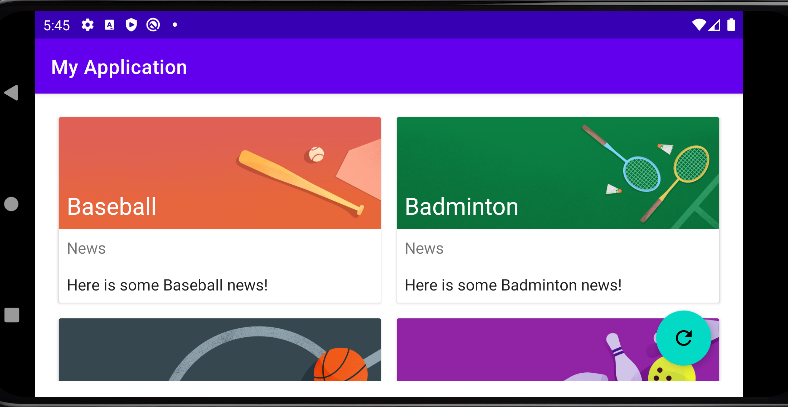 5:45
My Application
Baseball
News
Here is some Baseball news!
Badminton
News
Here is some Badminton news!